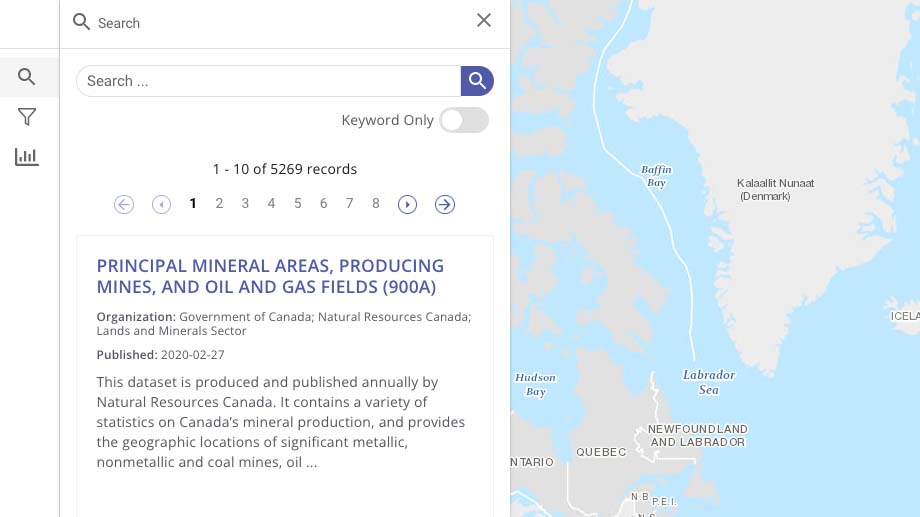 Search
Search ...
Keyword Only
1 - 10 of 5269 records
1 2 3 4 5 6 7 8
PRINCIPAL MINERAL AREAS, PRODUCING
MINES, AND OIL AND GAS FIELDS (900A)
Organization: Government of Canada; Natural Resources Canada;
Lands and Minerals Sector
Published: 2020-02-27
This dataset is produced and published annually by
Natural Resources Canada. It contains a variety of
statistics on Canada's mineral production, and provides
the geographic locations of significant metallic,
nonmetallic and coal mines, oil ...
Baffin
Bay
Kalaallit Nunaat
(Denmark)
ICELA
Hudson
Bay
Labrador
Sea
NEWFOUNDLAND
AND LABRADOR
QUEBEC
NTARIO
N.B
P.E.I.
N.S